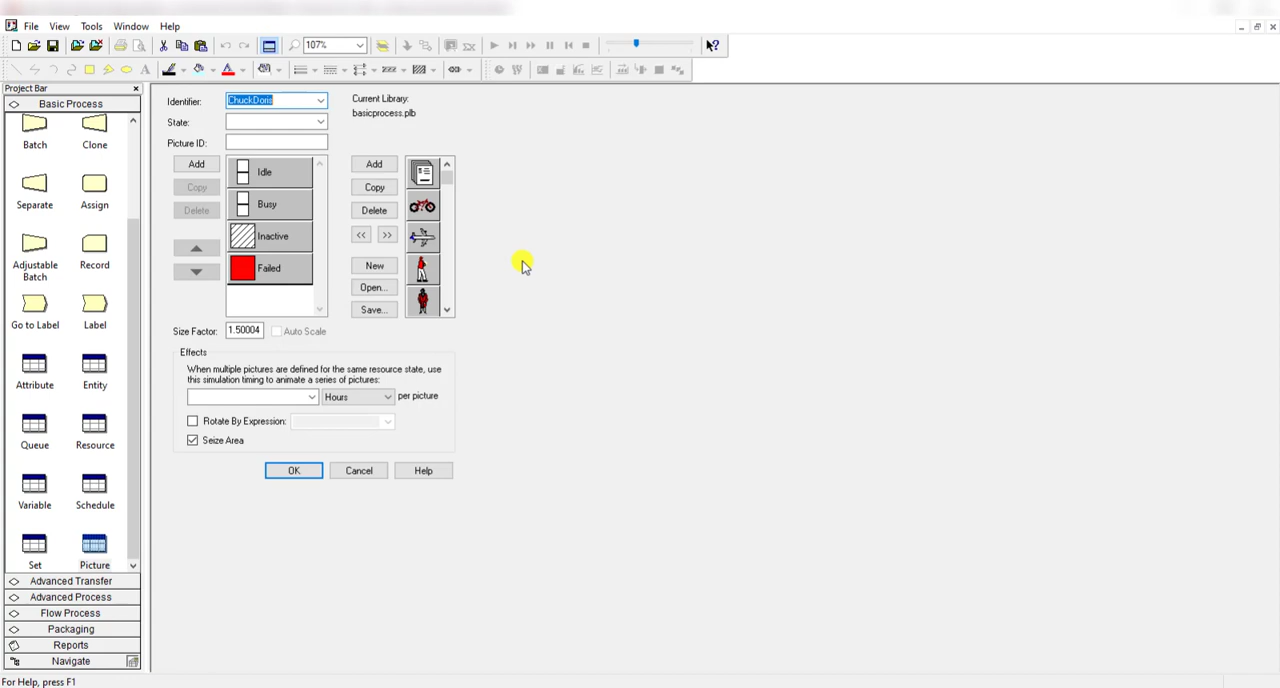 File View Tools Window Help
107%
Project Bar
Basic Process
Batch Clone
Separate Assign
Adjustable Batch Record
Go to Label Label
Attribute Entity
Queue Resource
Variable Schedule
Set Picture
Advanced Transfer
Advanced Process
Flow Process
Packaging
Reports
Navigate
For Help, press F1
Identifier: ChuckDoris
State:
Picture ID:
Current Library:
basicprocess.plb
Add
Copy
Delete
Idle
Busy
Inactive
Failed
Add
Copy
Delete
<< >>
New
Open...
Save...
Size Factor: 1.50004 Auto Scale
Effects
When multiple pictures are defined for the same resource state, use
this simulation timing to animate a series of pictures:
Hours per picture
Rotate By Expression:
Seize Area
OK Cancel Help